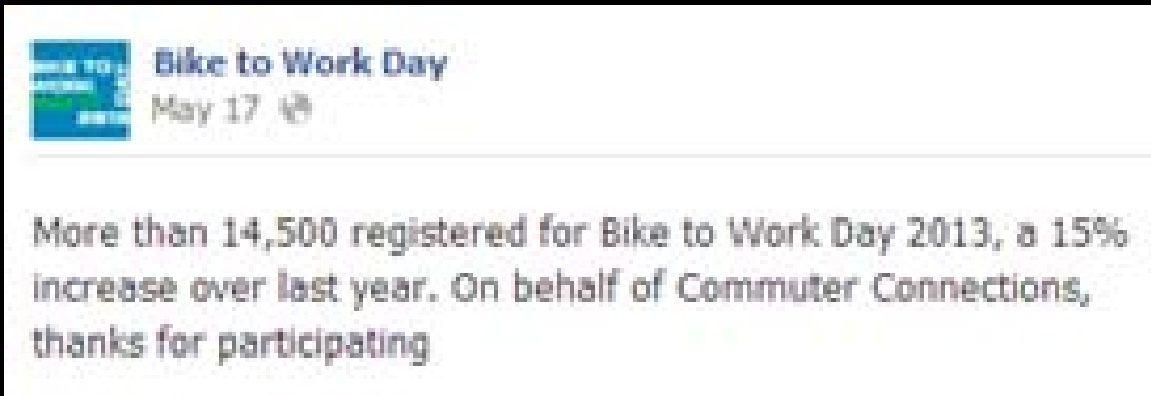 Bike to Work Day
May 17
More than 14,500 registered for Bike to Work Day 2013, a 15%
increase over last year. On behalf of Commuter Connections,
thanks for participating